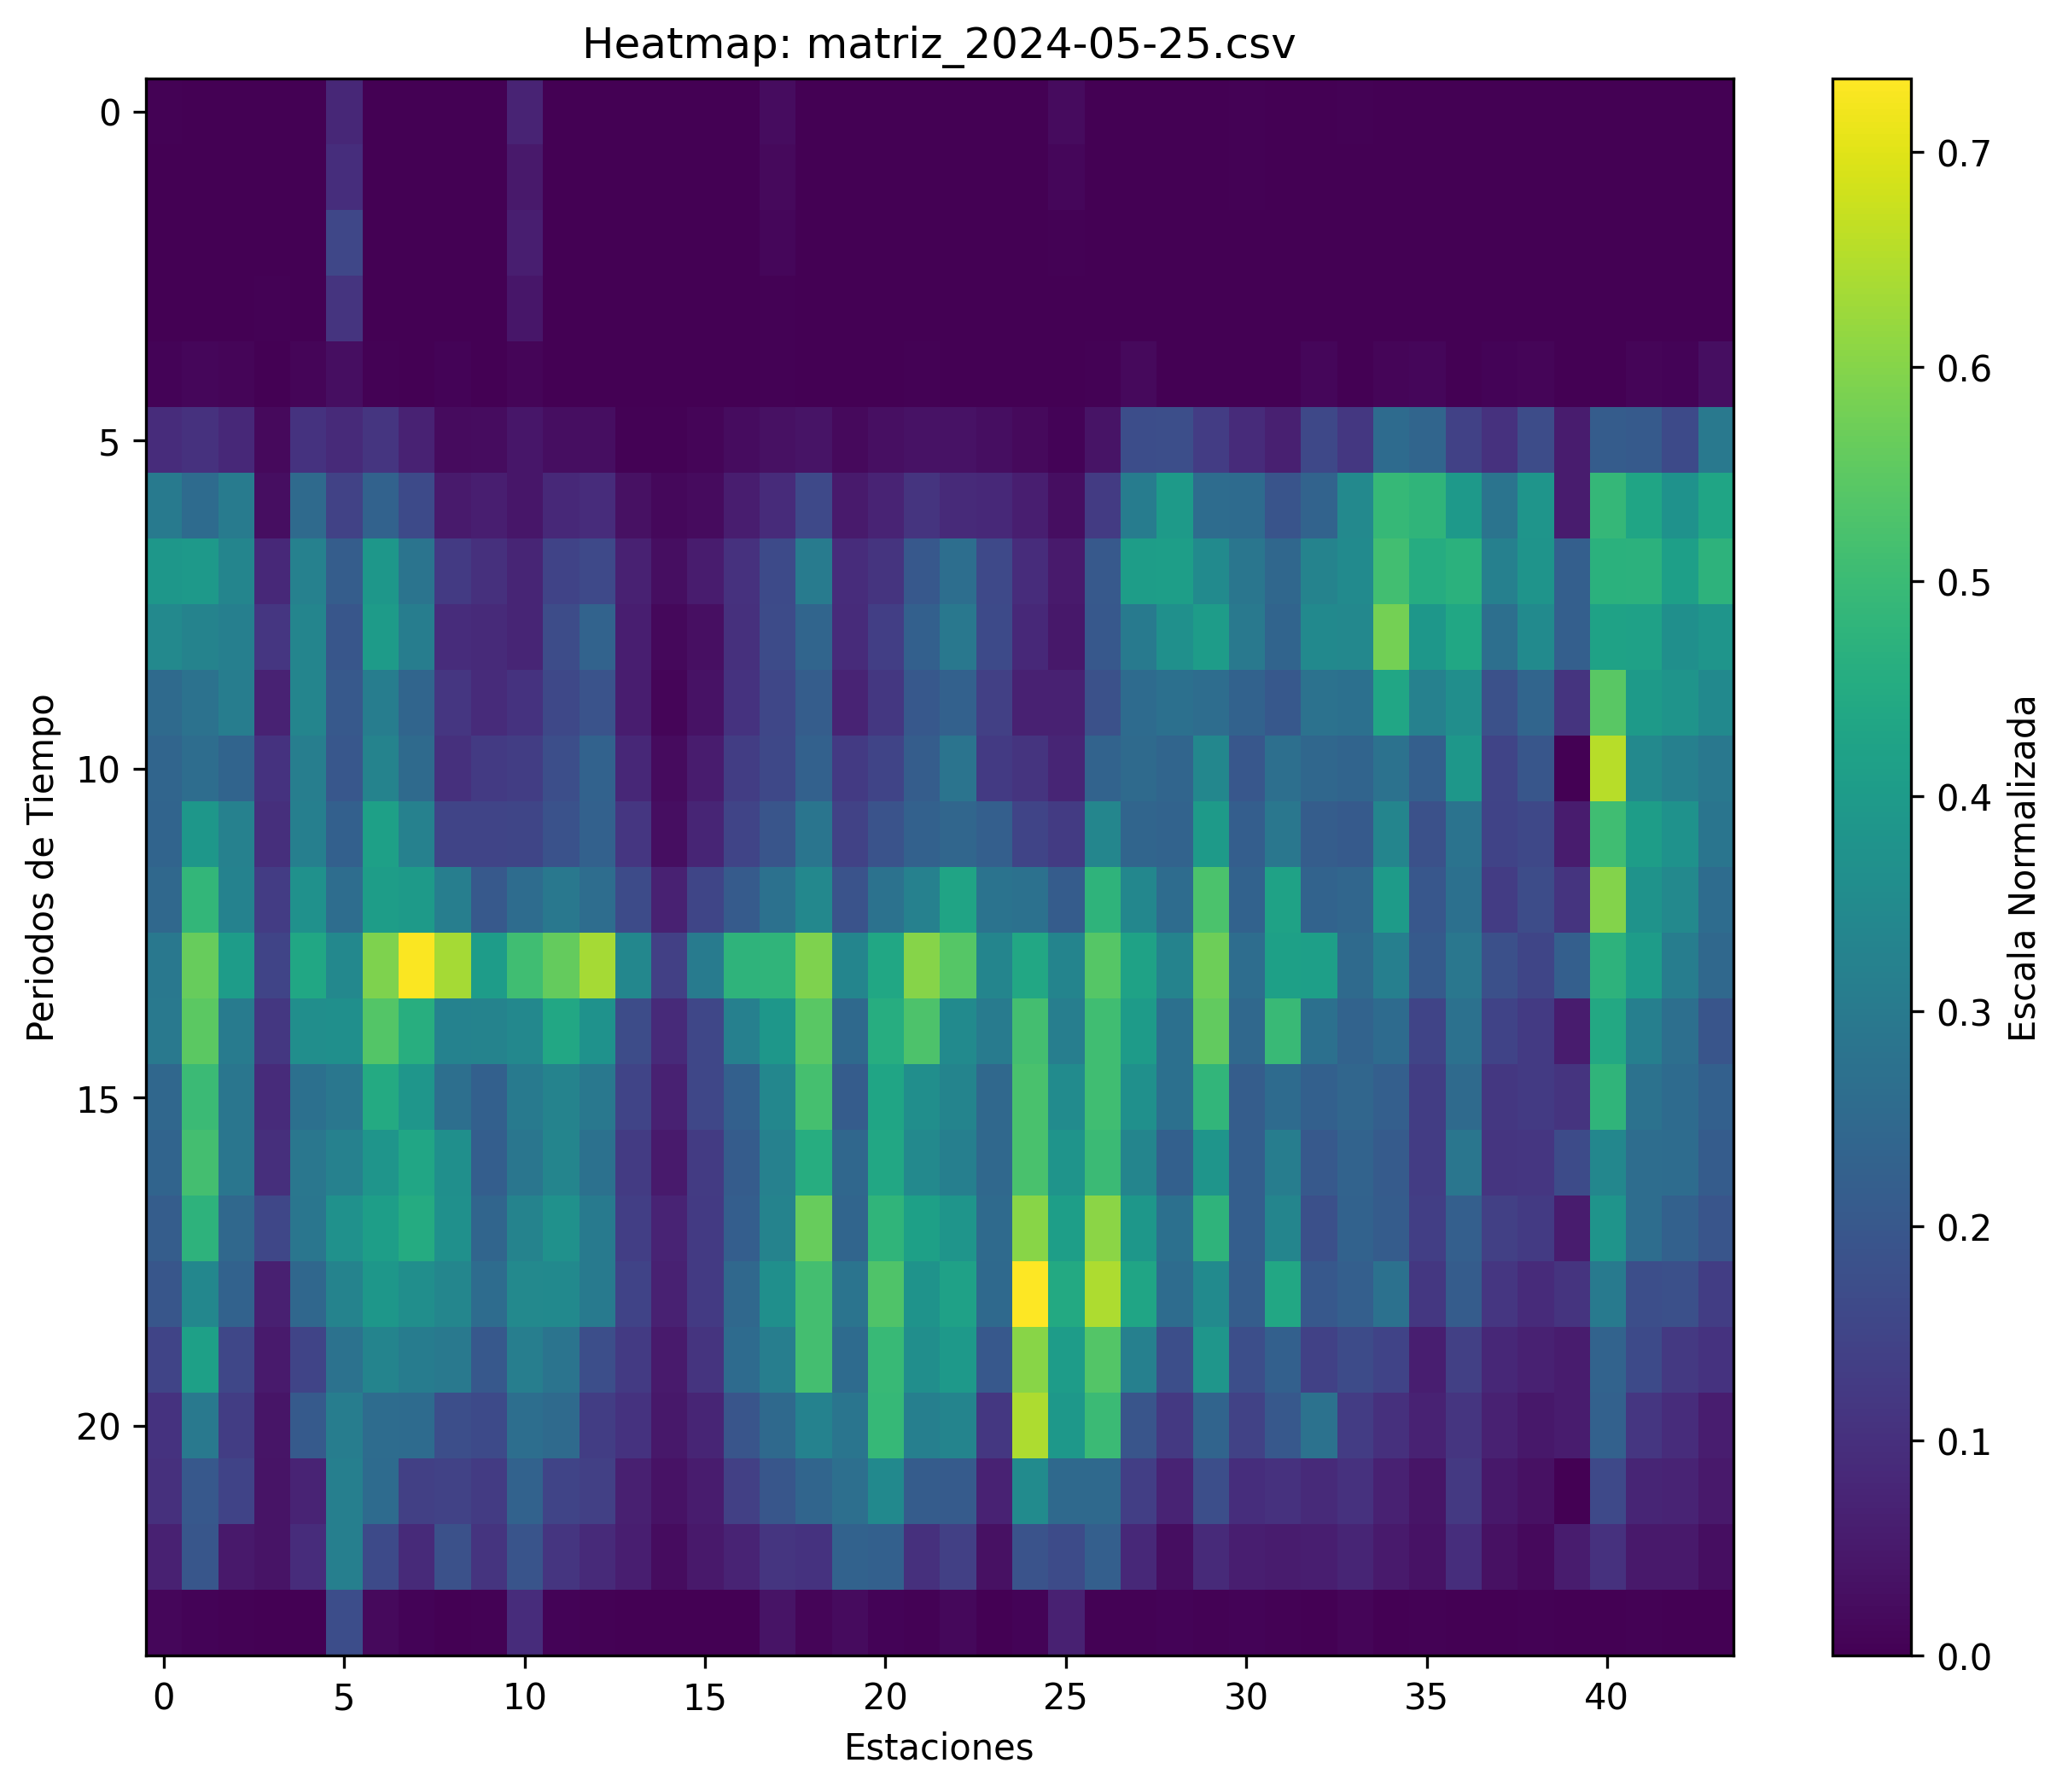 Heatmap: matriz_2024-05-25.csv
Periodos de Tiempo
0
5
10
15
20
0 5 10 15 20 25 30 35 40
Estaciones
0.7
0.6
0.5
0.4
0.3
0.2
0.1
0.0
Escala Normalizada